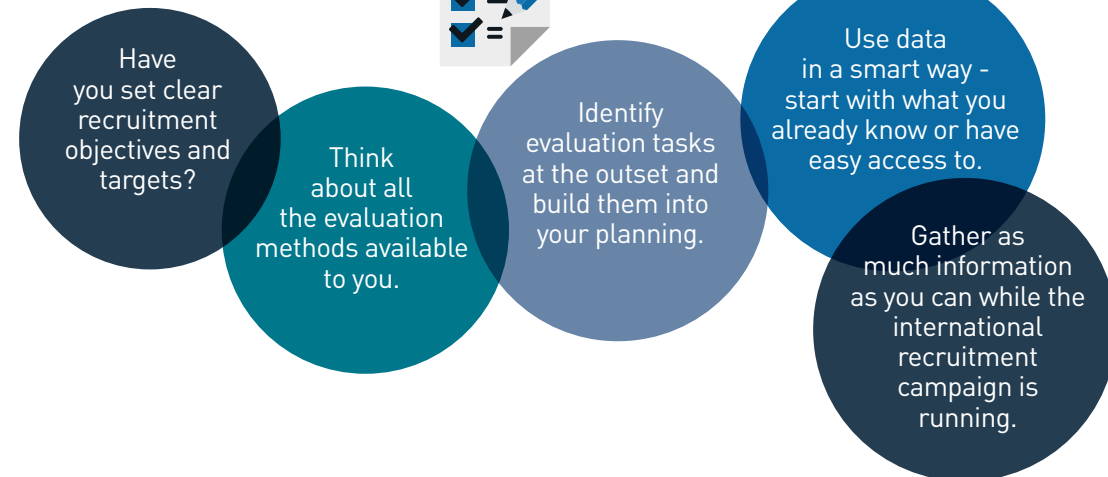 Have
you set clear
recruitment
objectives and
targets?
Think
about all
the evaluation
methods available
to you.
Identify
evaluation tasks
at the outset and
build them into
your planning.
Use data
in a smart way -
start with what you
already know or have
easy access to.
Gather as
much information
as you can while the
international
recruitment
campaign is
running.